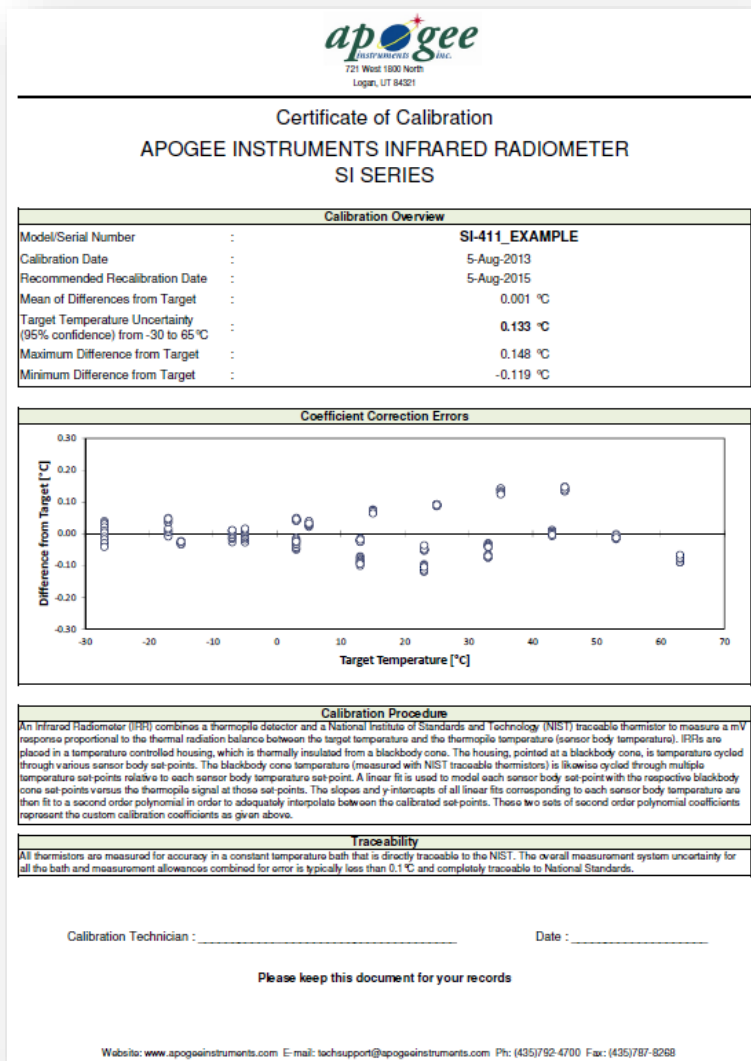 apogee
instruments inc.
721 West 1800 North
Logan, UT 84321
Certificate of Calibration
APOGEE INSTRUMENTS INFRARED RADIOMETER
SI SERIES
Calibration Overview
Model/Serial Number : SI-411_EXAMPLE
Calibration Date : 5-Aug-2013
Recommended Recalibration Date : 5-Aug-2015
Mean of Differences from Target : 0.001 ºC
Target Temperature Uncertainty
(95% confidence) from -30 to 65ºC : 0.133 ºC
Maximum Difference from Target : 0.148 ºC
Minimum Difference from Target : -0.119 ºC
Coefficient Correction Errors
Difference from Target [°C]
0.30
0.20
0.10
0.00
-0.10
-0.20
-0.30
-30 -20 -10 0 10 20 30 40 50 60 70
Target Temperature [°C]
Calibration Procedure
An Infrared Radiometer (IRR) combines a thermopile detector and a National Institute of Standards and Technology (NIST) traceable thermistor to measure a mV
response proportional to the thermal radiation balance between the target temperature and the thermopile temperature (sensor body temperature). IRRs are
placed in a temperature controlled housing, which is thermally insulated from a blackbody cone. The housing, pointed at a blackbody cone, is temperature cycled
through various sensor body set-points. The blackbody cone temperature (measured with NIST traceable thermistors) is likewise cycled through multiple
temperature set-points relative to each sensor body temperature set-point. A linear fit is used to model each sensor body set-point with the respective blackbody
cone set-points versus the thermopile signal at those set-points. The slopes and y-intercepts of all linear fits corresponding to each sensor body temperature are
then fit to a second order polynomial in order to adequately interpolate between the calibrated set-points. These two sets of second order polynomial coefficients
represent the custom calibration coefficients as given above.
Traceability
All thermistors are measured for accuracy in a constant temperature bath that is directly traceable to the NIST. The overall measurement system uncertainty for
all the bath and measurement allowances combined for error is typically less than 0.1ºC and completely traceable to National Standards.
Calibration Technician : Date :
Please keep this document for your records
Website: www.apogeeinstruments.com E-mail: techsupport@apogeeinstruments.com Ph: (435)792-4700 Fax: (435)787-8268